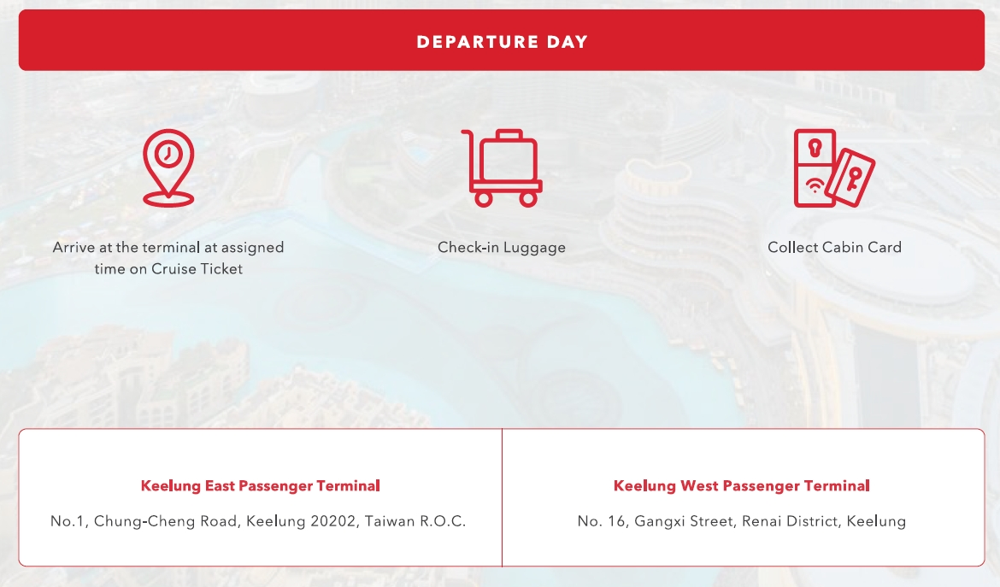 DEPARTURE DAY
Arrive at the terminal at assigned
time on Cruise Ticket
Check-in Luggage
Collect Cabin Card
Keelung East Passenger Terminal
No.1, Chung-Cheng Road, Keelung 20202, Taiwan R.O.C.
Keelung West Passenger Terminal
No. 16, Gangxi Street, Renai District, Keelung